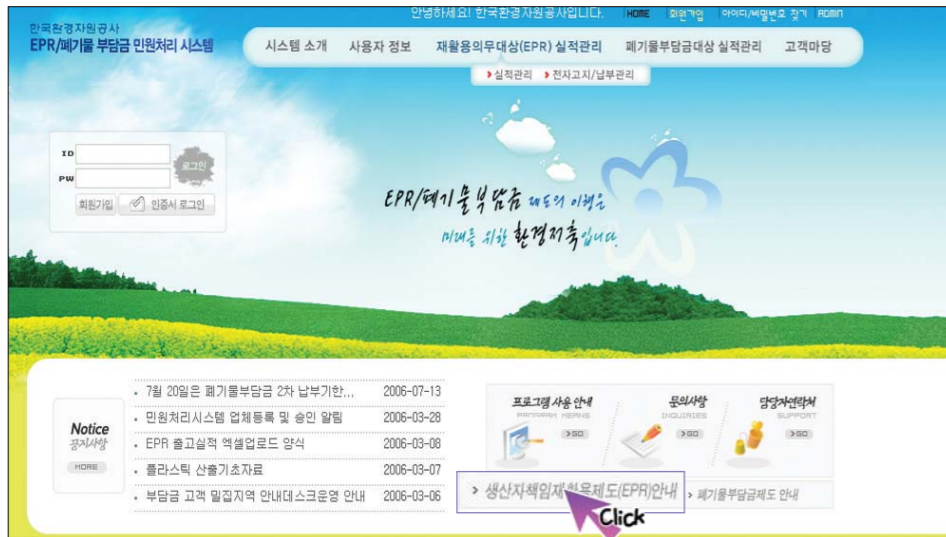 안녕하세요! 한국환경자원공사입니다. HOME 회원가입 아이디/비밀번호 찾기 ADMIN
한국환경자원공사
EPR/폐기물 부담금 민원처리 시스템
시스템 소개 사용자 정보 재활용의무대상(EPR) 실적관리 폐기물부담금대상 실적관리 고객마당
실적관리 전자고지/납부관리
ID
로그인
PW
회원가입 인증서 로그인
EPR/폐기물부담금 제도의 이행은
미래를 위한 환경저축입니다.
Notice
공지사항
MORE
7월 20일은 폐기물부담금 2차 납부기한... 2006-07-13
민원처리시스템 업체등록 및 승인 알림 2006-03-28
EPR 출고실적 엑셀업로드 양식 2006-03-08
플라스틱 산출기초자료 2006-03-07
부담금 고객 밀집지역 안내데스크운영 안내 2006-03-06
프로그램 사용 안내
PROGRAM MEANS
GO
문의사항
INQUIRIES
GO
담당자연락처
SUPPORT
GO
> 생산자책임재활용제도(EPR)안내
> 폐기물부담금제도 안내
Click